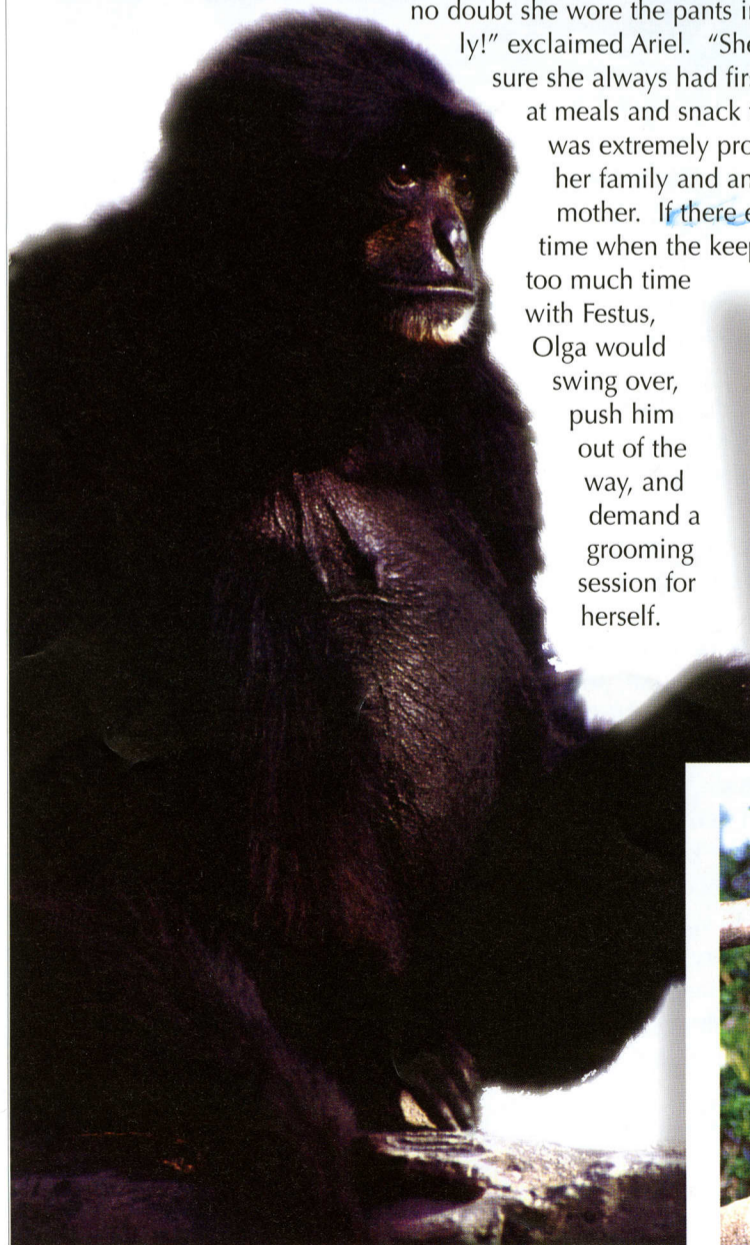 no doubt she wore the pants
ly!” exclaimed Ariel. “She
sure she always had
at meals and snack
was extremely
her family and
mother. If there
time when the
too much time
with Festus,
Olga would
swing over,
push him
out of the
way, and
demand a
grooming
session for
herself.